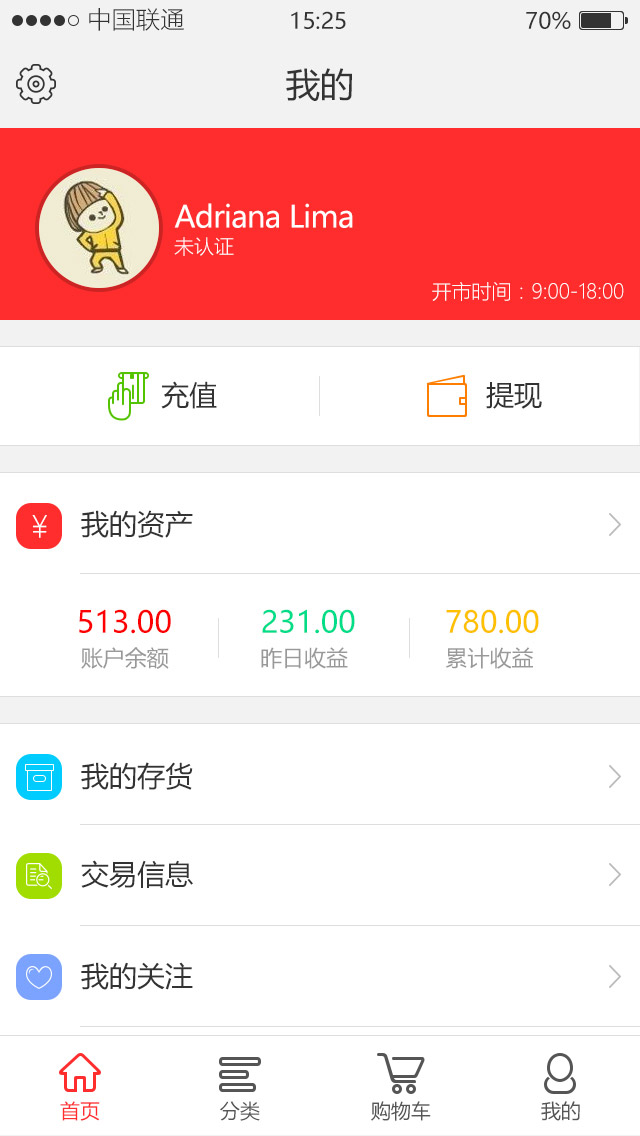 中国联通 15:25 70%
我的
Adriana Lima
未认证
开市时间：9:00-18:00
充值 提现
¥ 我的资产
513.00 231.00 780.00
账户余额 昨日收益 累计收益
我的存货
交易信息
我的关注
首页 分类 购物车 我的